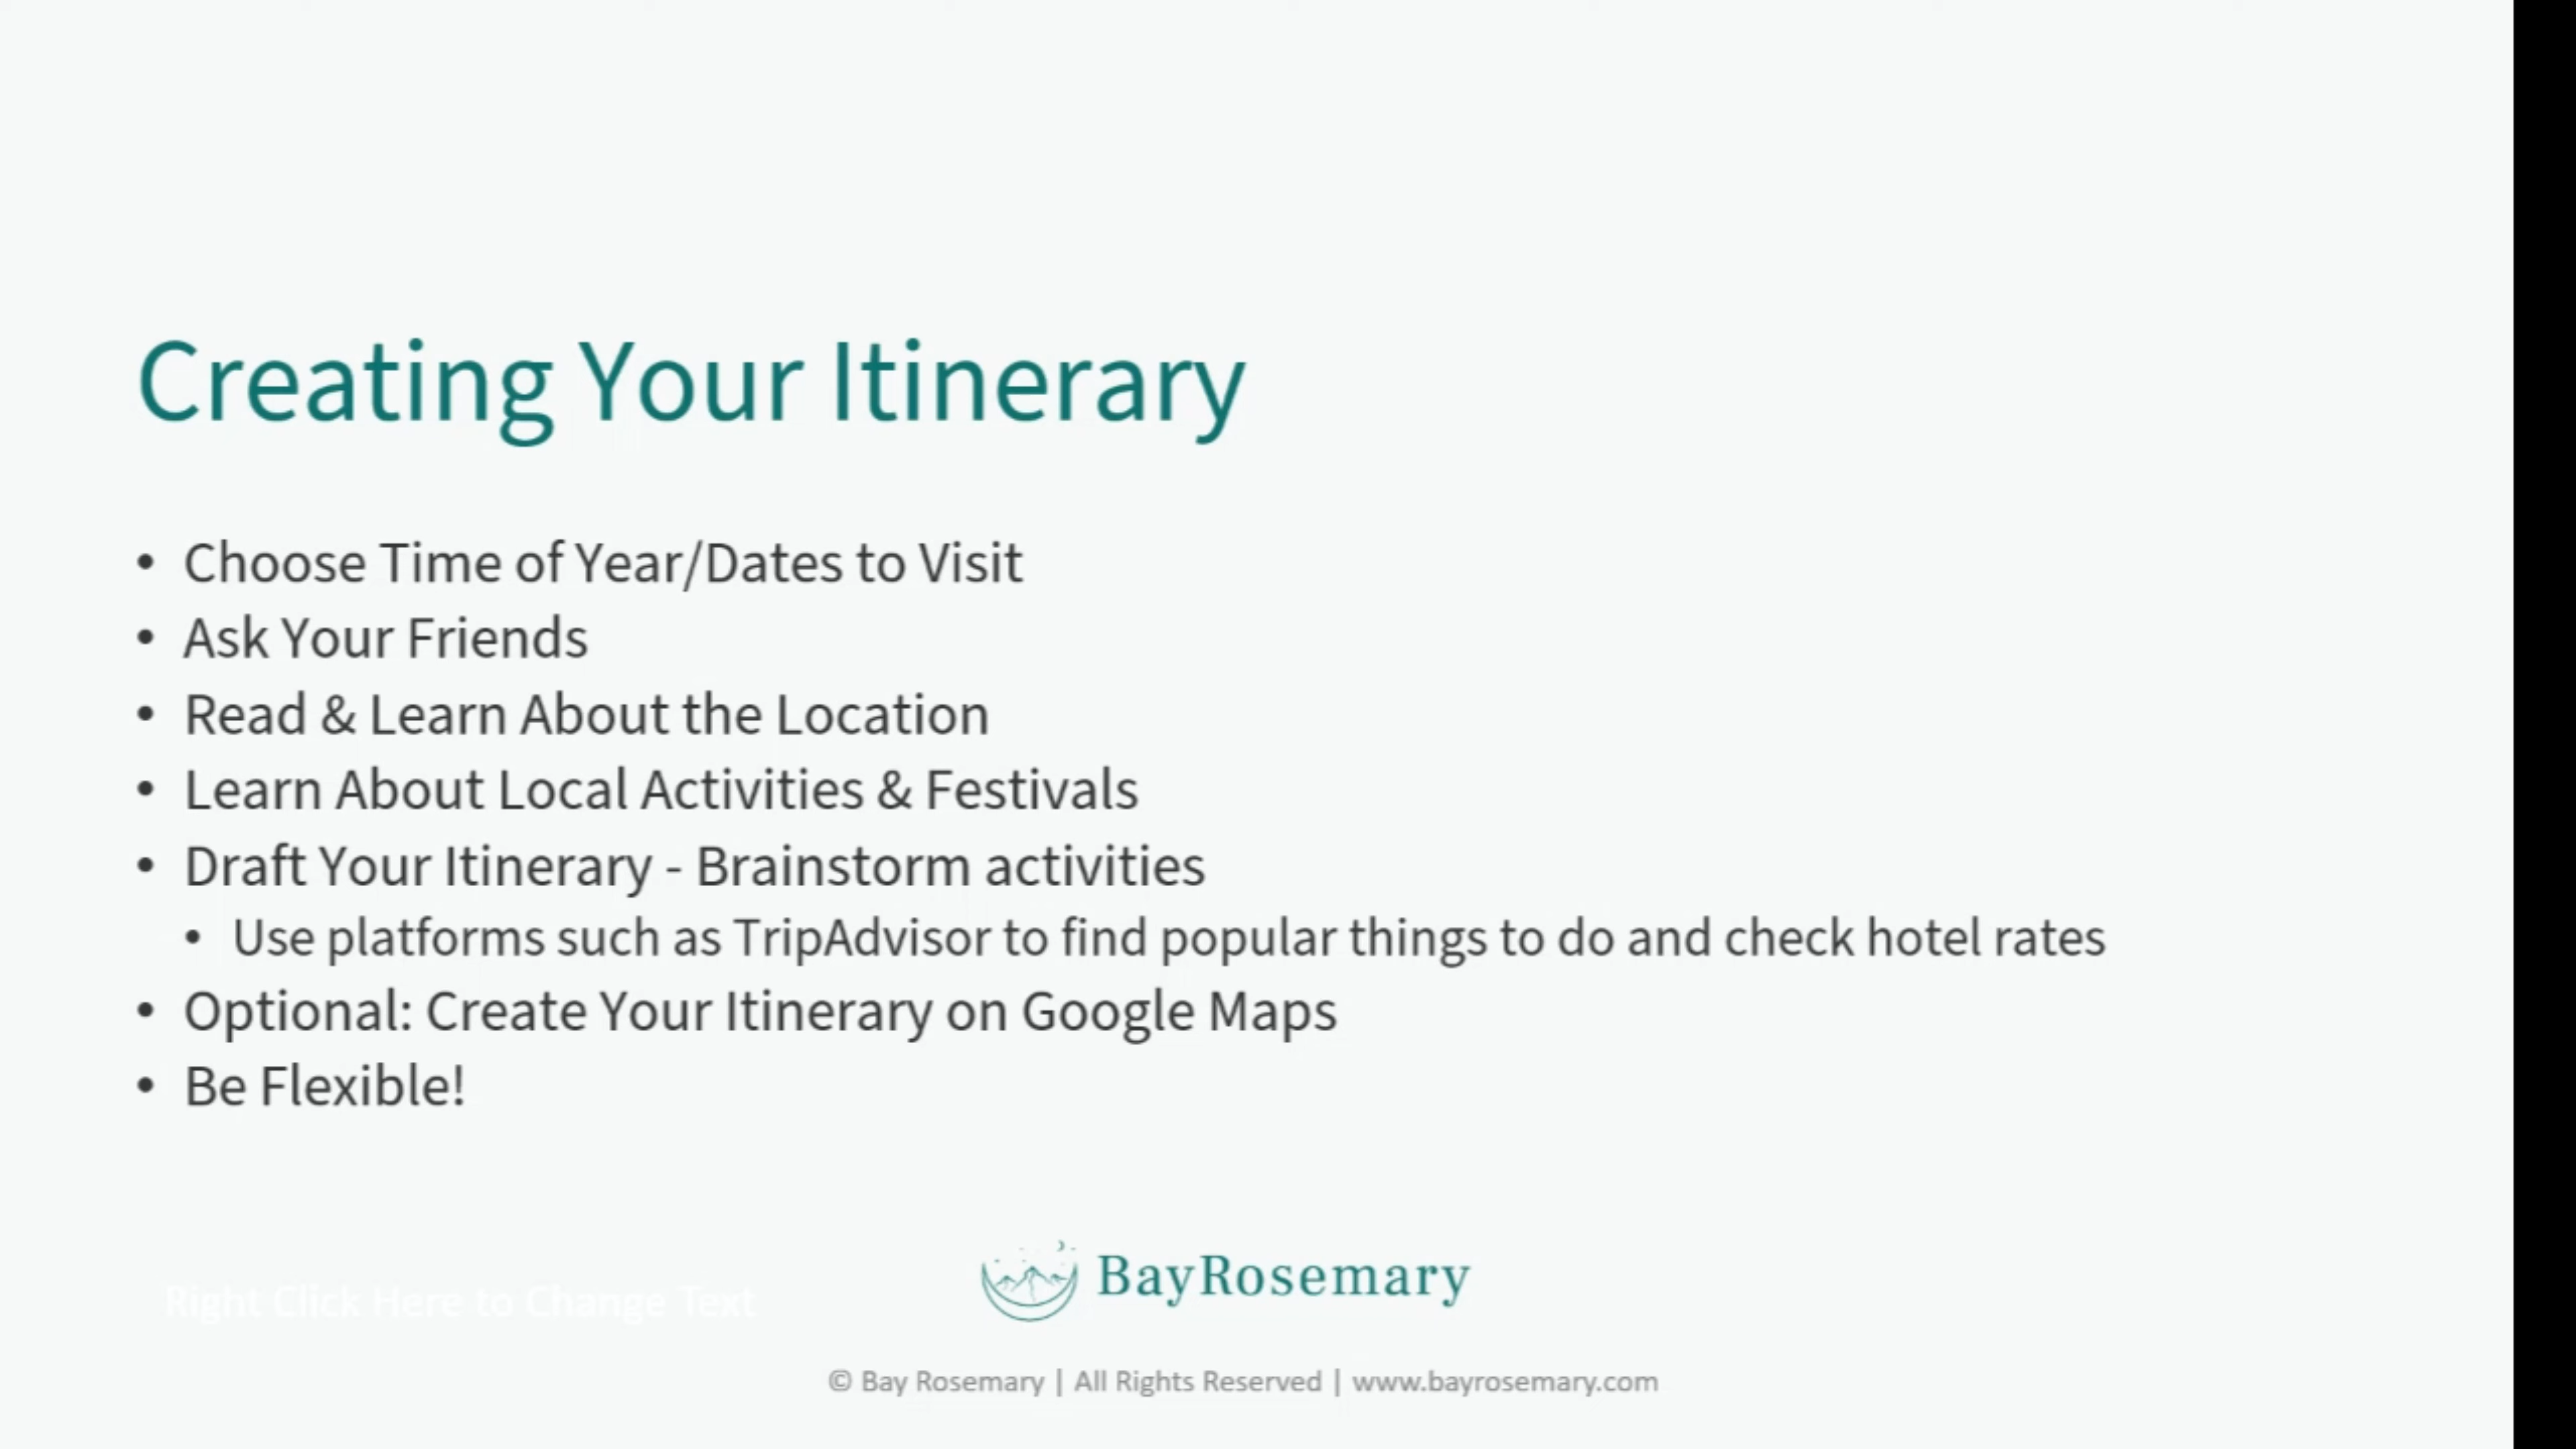 Creating Your Itinerary
• Choose Time of Year/Dates to Visit
• Ask Your Friends
• Read & Learn About the Location
• Learn About Local Activities & Festivals
• Draft Your Itinerary - Brainstorm activities
• Use platforms such as TripAdvisor to find popular things to do and check hotel rates
• Optional: Create Your Itinerary on Google Maps
• Be Flexible!
Right Click Here to Change Text
BayRosemary
© Bay Rosemary | All Rights Reserved | www.bayrosemary.com